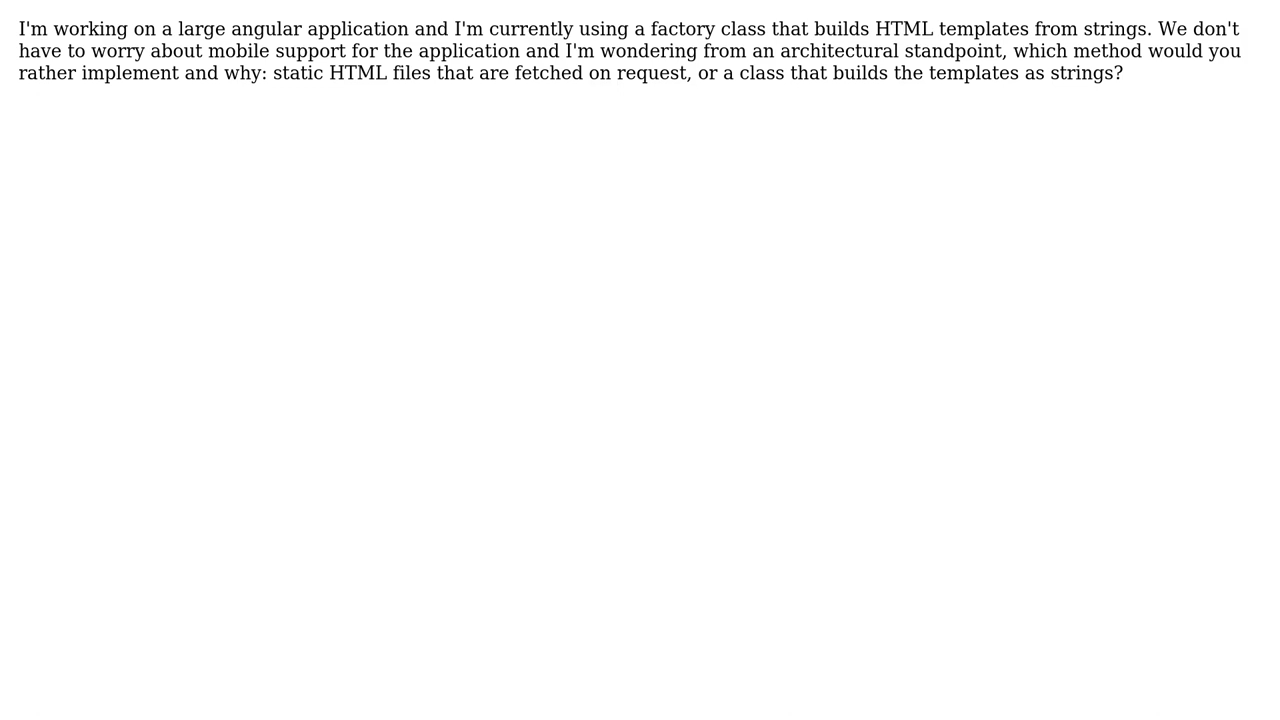 I'm working on a large angular application and I'm currently using a factory class that builds HTML templates from strings. We don't
have to worry about mobile support for the application and I'm wondering from an architectural standpoint, which method would you
rather implement and why: static HTML files that are fetched on request, or a class that builds the templates as strings?